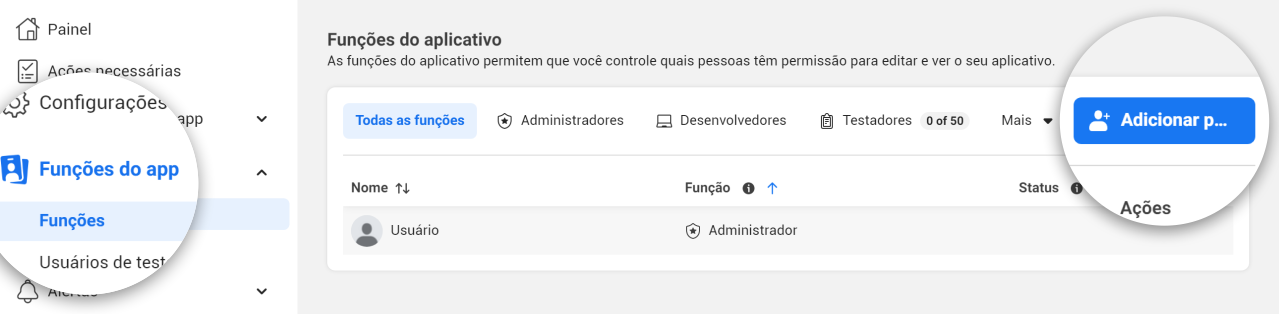 Painel
Ações necessárias
Configurações
app
Funções do app
Funções
Usuários de test
Alertas
Funções do aplicativo
As funções do aplicativo permitem que você controle quais pessoas têm permissão para editar e ver o seu aplicativo.
Todas as funções Administradores Desenvolvedores Testadores 0 of 50 Mais Adicionar p...
Nome Função Status Ações
Usuário Administrador